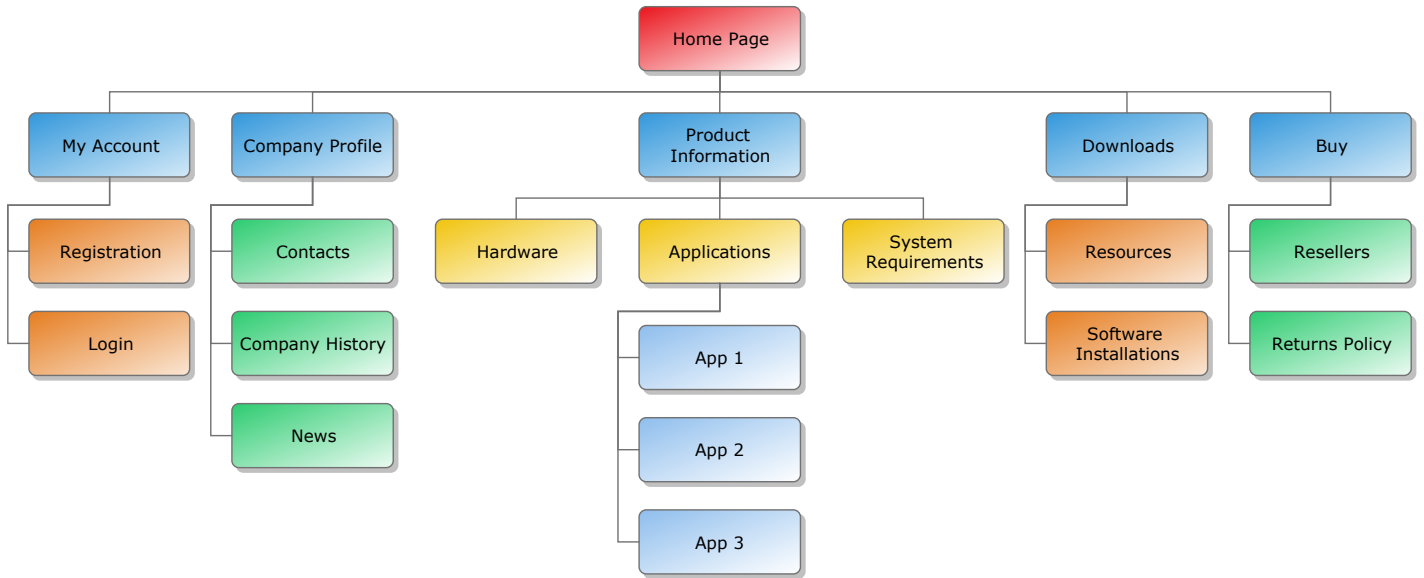 Home Page
My Account
Company Profile
Product
Information
Downloads
Buy
Registration
Contacts
Hardware
Applications
System
Requirements
Resources
Resellers
Login
Company History
App 1
Software
Installations
Returns Policy
News
App 2
App 3